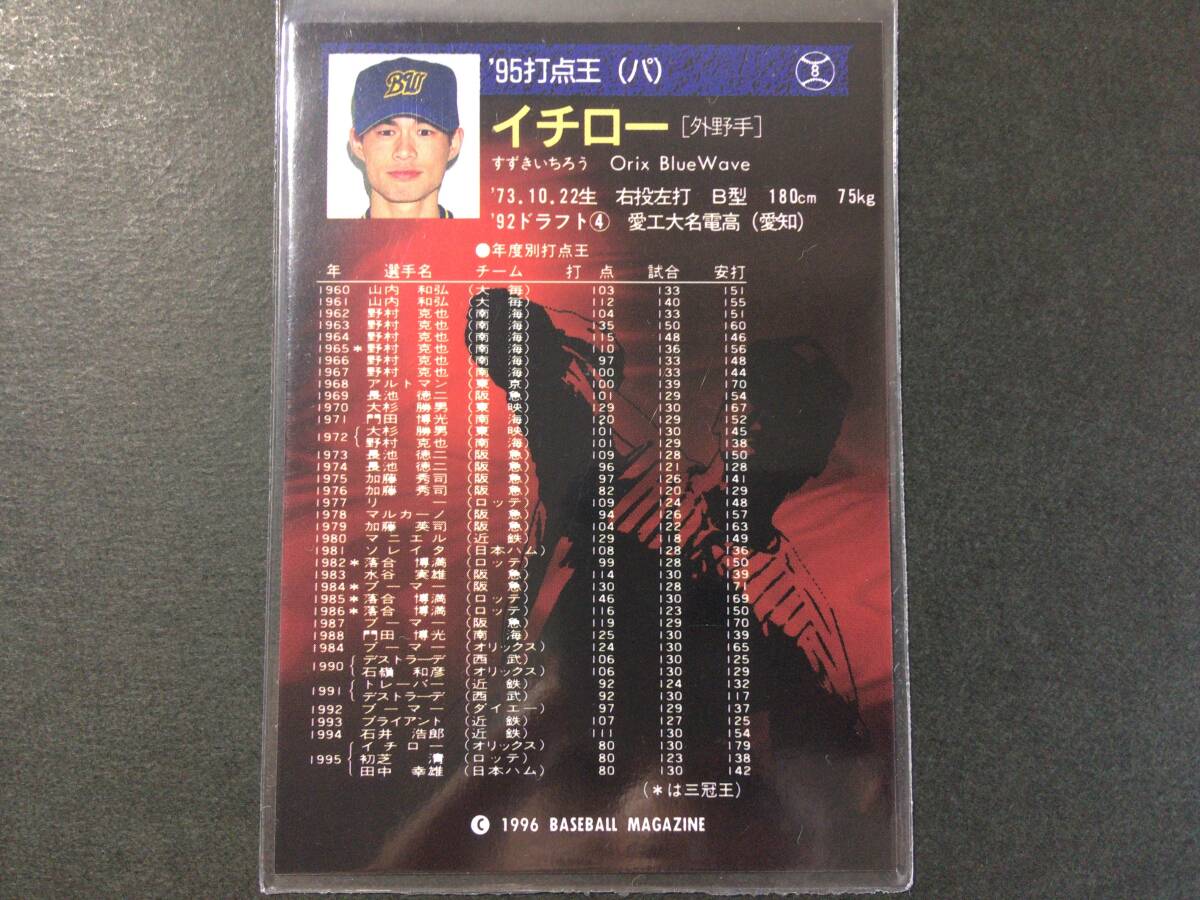 BW
'95打点王（パ） 8
イチロー［外野手］
すずきいちろう Orix BlueWave
'73.10.22生 右投左打 B型 180cm 75kg
'92ドラフト④ 愛工大名電高（愛知）
●年度別打点王
年 選手名 チーム 打点 試合 安打
1960 山内 和弘 （大 毎） 103 133 151
1961 山内 和弘 （大 毎） 112 140 155
1962 野村 克也 （南 海） 104 133 151
1963 野村 克也 （南 海） 135 150 160
1964 野村 克也 （南 海） 115 148 146
1965 * 野村 克也 （南 海） 110 136 156
1966 野村 克也 （南 海） 97 133 148
1967 野村 克也 （南 海） 100 133 144
1968 アルトマン （東 京） 100 139 170
1969 長池 徳二 （阪 急） 101 129 154
1970 大杉 勝男 （東 映） 129 130 167
1971 門田 博光 （南 海） 120 129 152
1972 { 大杉 勝男 （東 映） 101 130 145
野村 克也 （南 海） 101 129 138
1973 長池 徳二 （阪 急） 109 128 150
1974 長池 徳二 （阪 急） 96 121 128
1975 加藤 秀司 （阪 急） 97 126 141
1976 加藤 秀司 （阪 急） 82 120 129
1977 リー （ロッテ） 109 124 148
1978 マルカーノ （阪 急） 94 126 157
1979 加藤 英司 （阪 急） 104 122 163
1980 マニエル （近 鉄） 129 118 149
1981 ソレイタ （日本ハム） 108 128 136
1982 * 落合 博満 （ロッテ） 99 128 150
1983 水谷 実雄 （阪 急） 114 130 139
1984 * ブーマー （阪 急） 130 128 171
1985 * 落合 博満 （ロッテ） 146 130 169
1986 * 落合 博満 （ロッテ） 116 123 150
1987 ブーマー （阪 急） 119 129 170
1988 門田 博光 （南 海） 125 130 139
1984 ブーマー （オリックス） 124 130 165
1990 { デストラーデ （西 武） 106 130 125
石嶺 和彦 （オリックス） 106 130 129
1991 { トレーバー （近 鉄） 92 124 132
デストラーデ （西 武） 92 130 117
1992 ブーマー （ダイエー） 97 129 137
1993 ブライアント （近 鉄） 107 127 125
1994 石井 浩郎 （近 鉄） 111 130 154
1995 { イチロー （オリックス） 80 130 179
初芝 清 （ロッテ） 80 123 138
田中 幸雄 （日本ハム） 80 130 142
（*は三冠王）
Ⓒ 1996 BASEBALL MAGAZINE